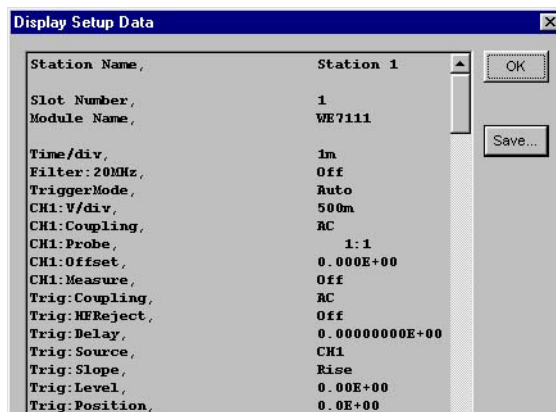 Display Setup Data
Station Name, Station 1
OK
Slot Number, 1
Module Name, WE7111
Save...
Time/div, 1m
Filter:20MHz, Off
TriggerMode, Auto
CH1:V/div, 500m
CH1:Coupling, AC
CH1:Probe, 1:1
CH1:Offset, 0.000E+00
CH1:Measure, Off
Trig:Coupling, AC
Trig:HFReject, Off
Trig:Delay, 0.00000000E+00
Trig:Source, CH1
Trig:Slope, Rise
Trig:Level, 0.00E+00
Trig:Position, 0.0E+00